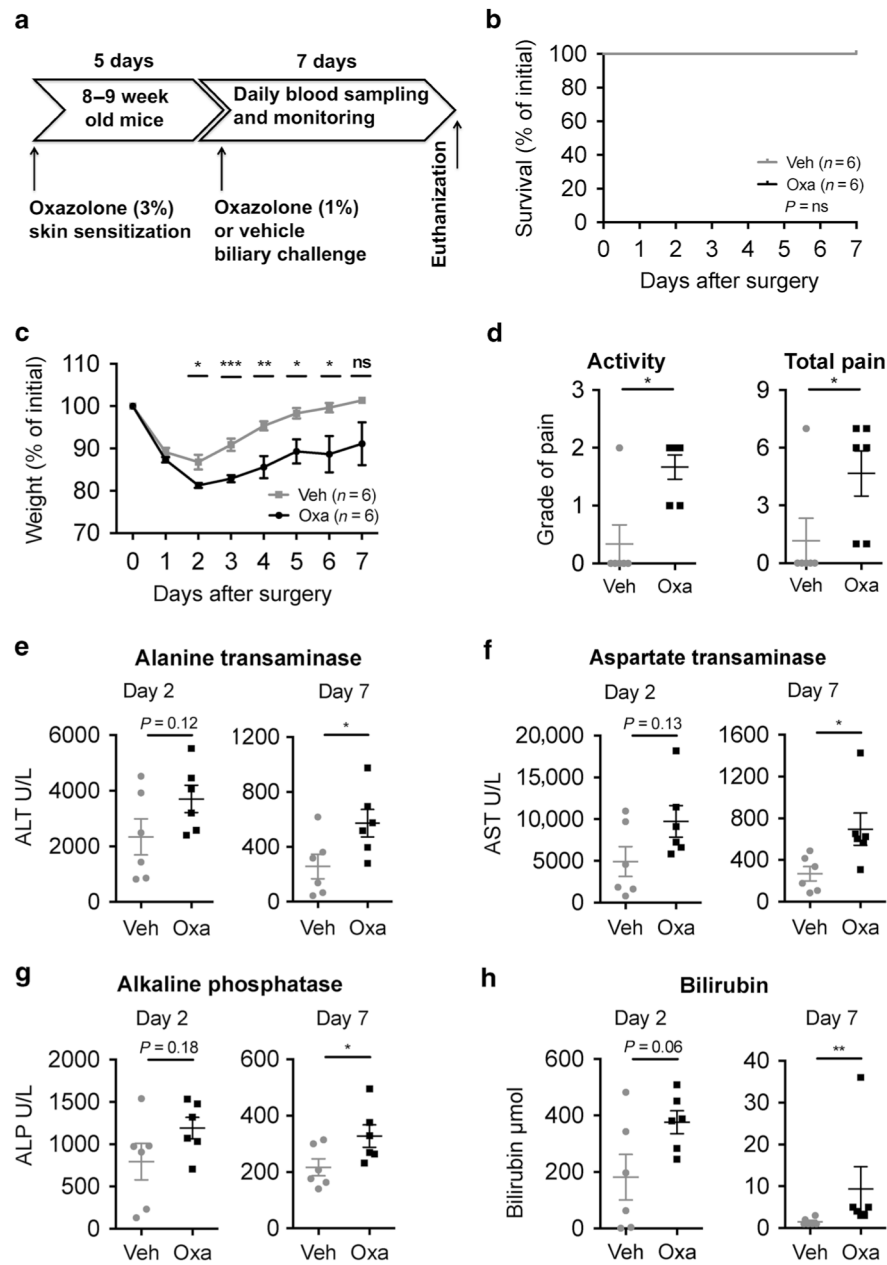 a
5 days
7 days
8–9 week
old mice
Daily blood sampling
and monitoring
Oxazolone (3%)
skin sensitization
Oxazolone (1%)
or vehicle
biliary challenge
Euthanization
b
Survival (% of initial)
100
80
60
40
20
0
Veh (n = 6)
Oxa (n = 6)
P = ns
0 1 2 3 4 5 6 7
Days after surgery
c
Weight (% of initial)
110
100
90
80
70
* *** ** * * ns
Veh (n = 6)
Oxa (n = 6)
0 1 2 3 4 5 6 7
Days after surgery
d
Activity
Grade of pain
3
2
1
0
*
Veh Oxa
Total pain
9
6
3
0
*
Veh Oxa
e
Alanine transaminase
Day 2
P = 0.12
ALT U/L
6000
4000
2000
0
Veh Oxa
Day 7
*
1200
800
400
0
Veh Oxa
f
Aspartate transaminase
Day 2
P = 0.13
AST U/L
20,000
15,000
10,000
5000
0
Veh Oxa
Day 7
*
1600
1200
800
400
0
Veh Oxa
g
Alkaline phosphatase
Day 2
P = 0.18
ALP U/L
2000
1500
1000
500
0
Veh Oxa
Day 7
*
600
400
200
0
Veh Oxa
h
Bilirubin
Day 2
P = 0.06
Bilirubin µmol
600
400
200
0
Veh Oxa
Day 7
**
40
30
20
10
0
Veh Oxa